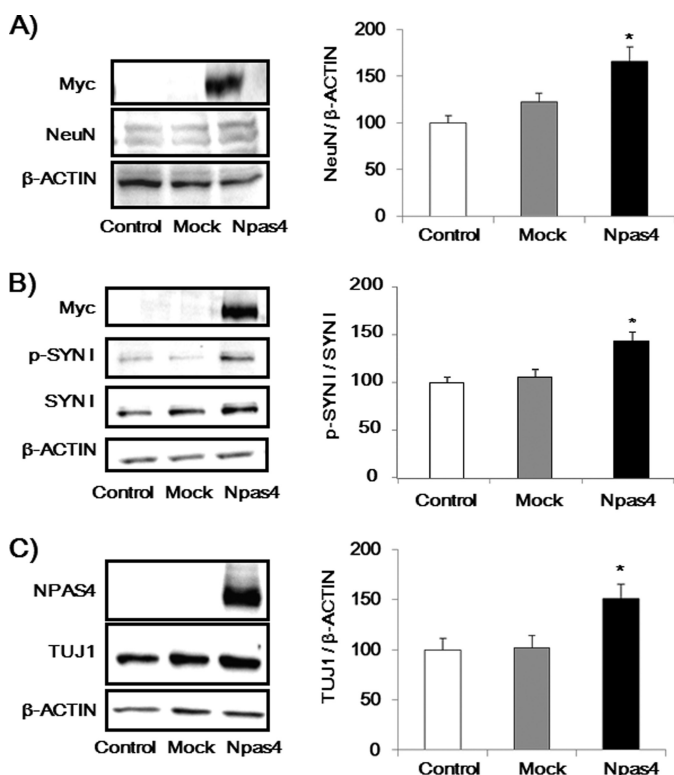 A)
Myc
NeuN
β-ACTIN
Control Mock Npas4
NeuN/β-ACTIN
200
150
100
50
0
*
Control Mock Npas4
B)
Myc
p-SYN I
SYN I
β-ACTIN
Control Mock Npas4
p-SYN I / SYN I
200
150
100
50
0
*
Control Mock Npas4
C)
NPAS4
TUJ1
β-ACTIN
Control Mock Npas4
TUJ1/β-ACTIN
200
150
100
50
0
*
Control Mock Npas4